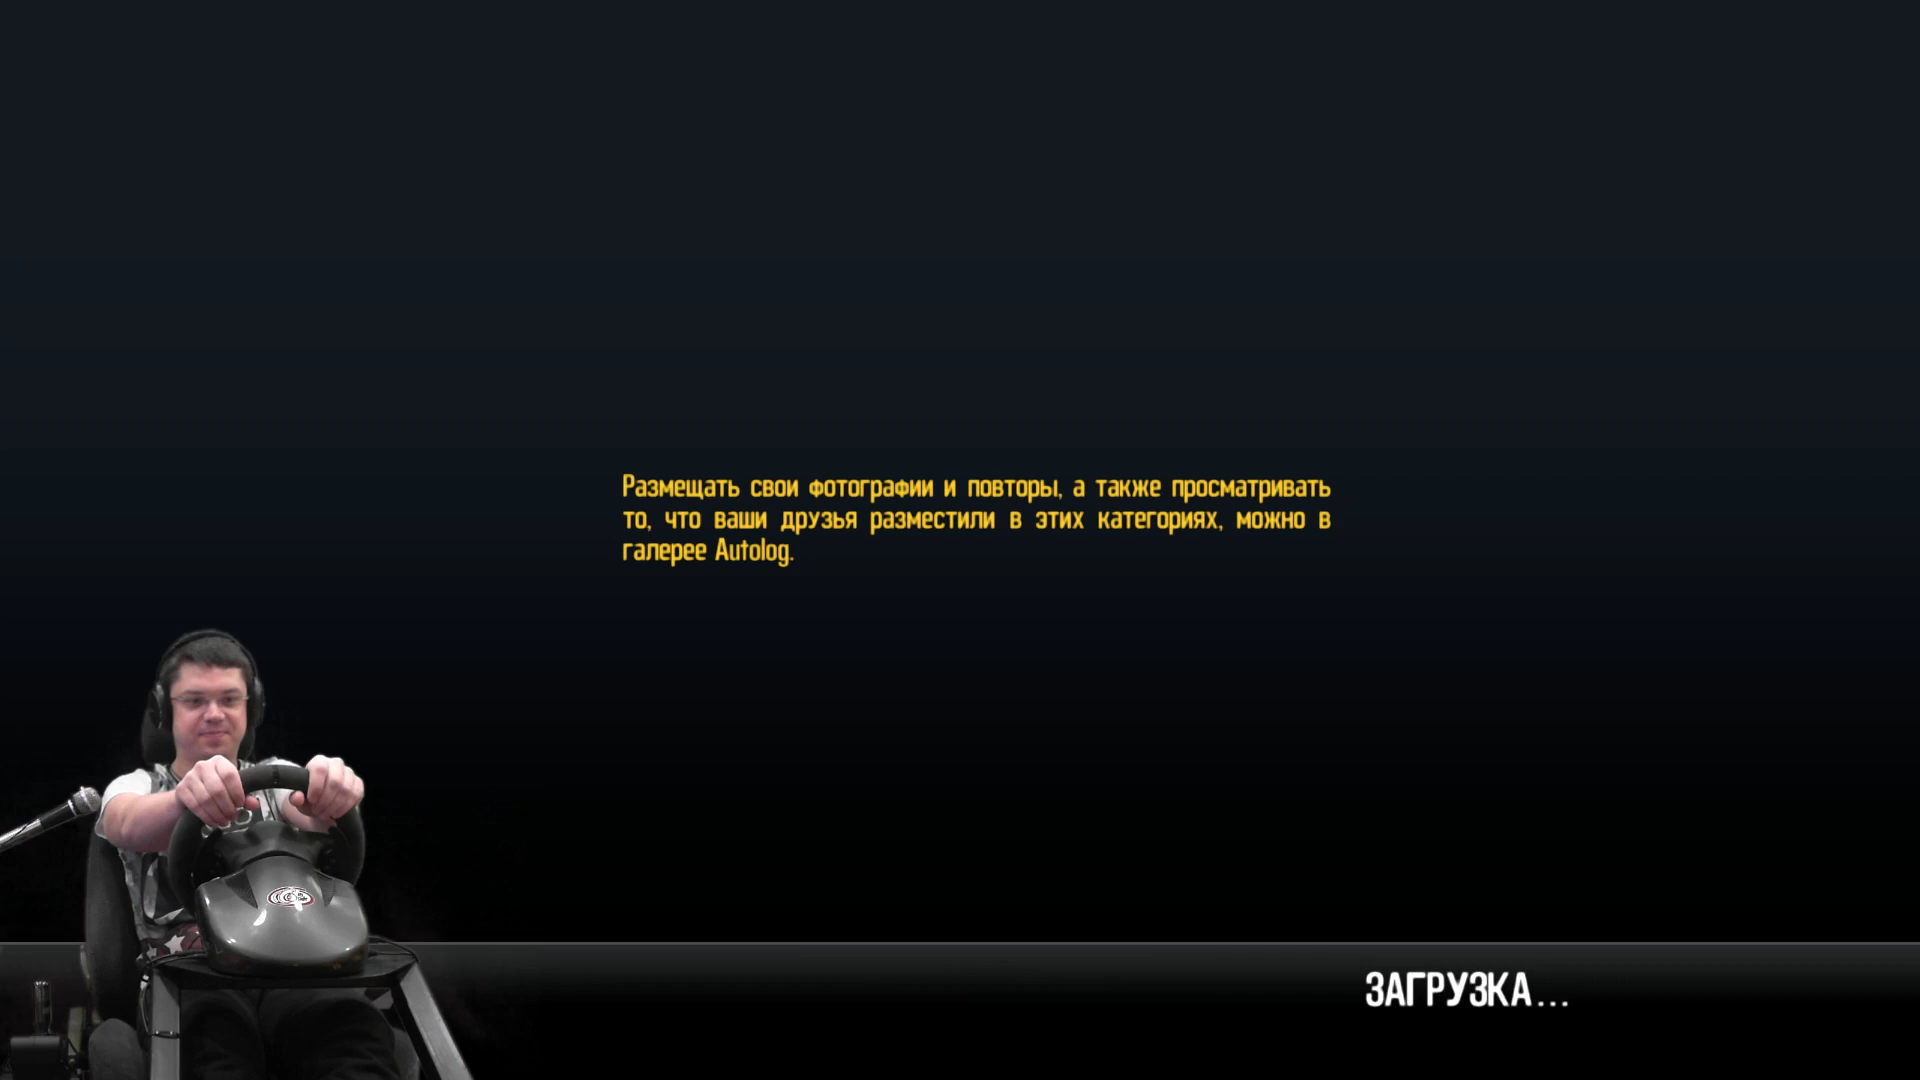 Размещать свои фотографии и повторы, а также просматривать
то, что ваши друзья разместили в этих категориях, можно в
галерее Autolog.
ЗАГРУЗКА...